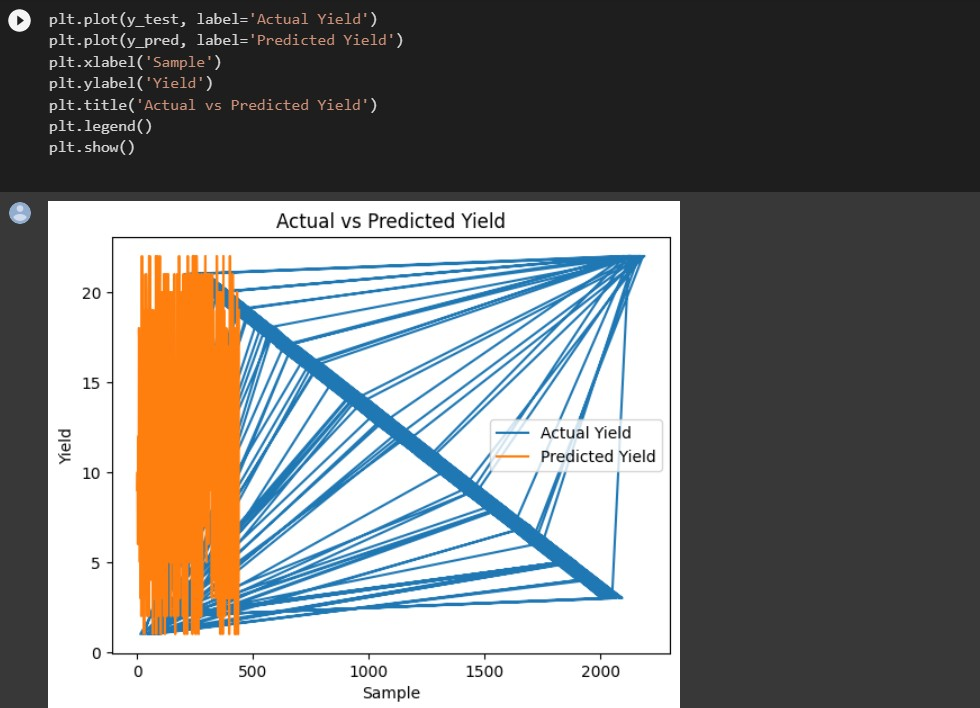 plt.plot(y_test, label='Actual Yield')
plt.plot(y_pred, label='Predicted Yield')
plt.xlabel('Sample')
plt.ylabel('Yield')
plt.title('Actual vs Predicted Yield')
plt.legend()
plt.show()
Actual vs Predicted Yield
20
15
10
5
0
Yield
Actual Yield
Predicted Yield
0 500 1000 1500 2000
Sample